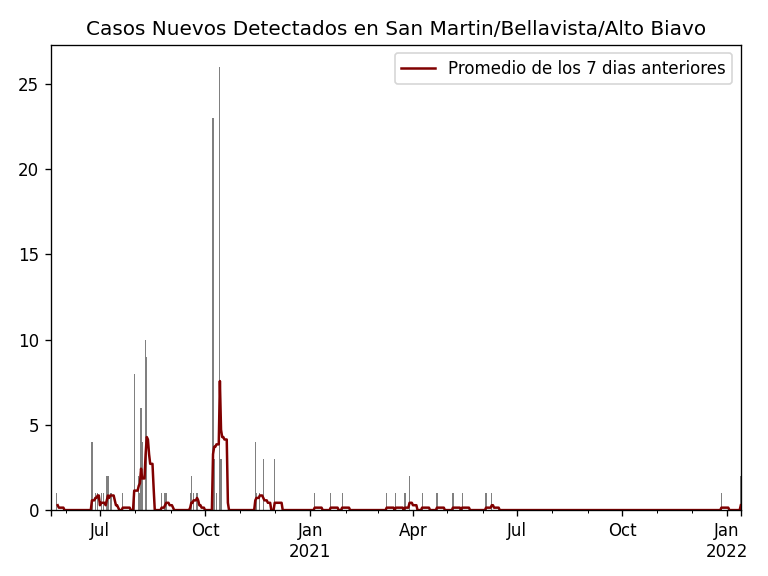 Casos Nuevos Detectados en San Martin/Bellavista/Alto Biavo
Promedio de los 7 dias anteriores
25
20
15
10
5
0
Jul Oct Jan Apr Jul Oct Jan
2021 2022